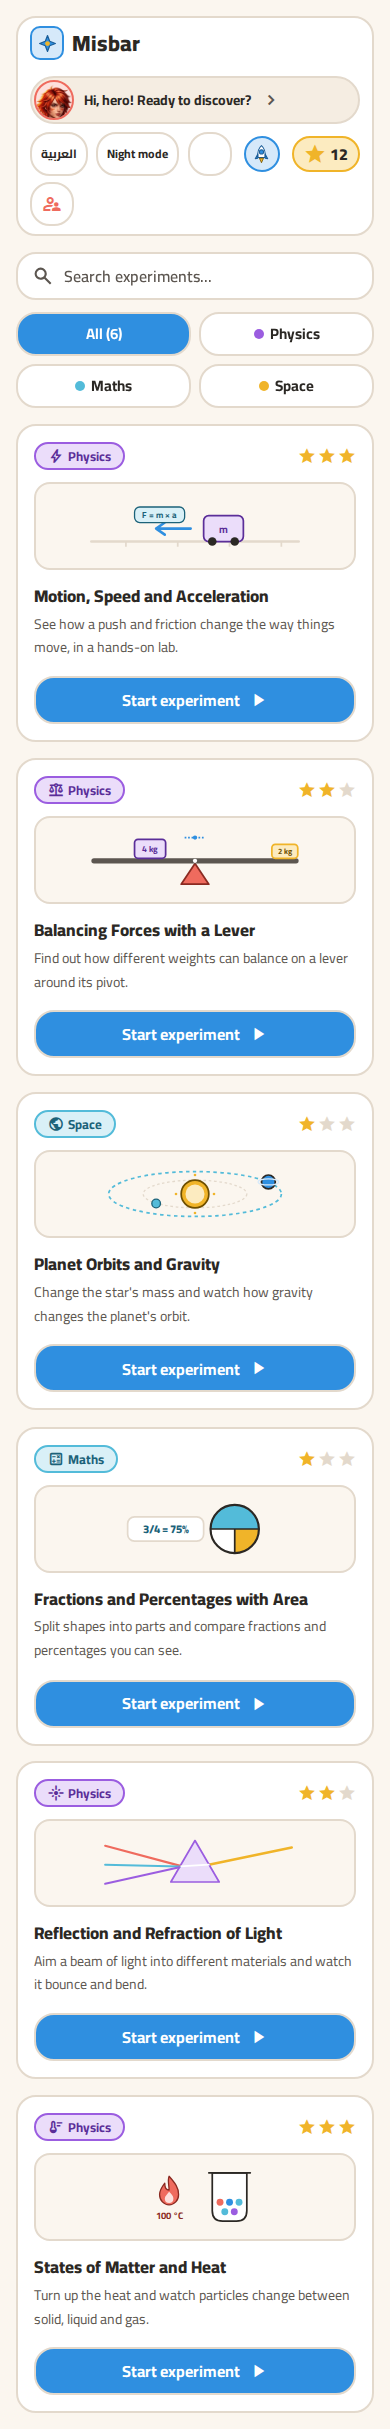 Misbar
Hi, hero! Ready to discover?
العربية
Night mode
12
Search experiments...
All (6)
Physics
Maths
Space
Physics
F = m × a
m
Motion, Speed and Acceleration
See how a push and friction change the way things
move, in a hands-on lab.
Start experiment
Physics
4 kg
2 kg
Balancing Forces with a Lever
Find out how different weights can balance on a lever
around its pivot.
Start experiment
Space
Planet Orbits and Gravity
Change the star's mass and watch how gravity
changes the planet's orbit.
Start experiment
Maths
3/4 = 75%
Fractions and Percentages with Area
Split shapes into parts and compare fractions and
percentages you can see.
Start experiment
Physics
Reflection and Refraction of Light
Aim a beam of light into different materials and watch
it bounce and bend.
Start experiment
Physics
100 °C
States of Matter and Heat
Turn up the heat and watch particles change between
solid, liquid and gas.
Start experiment